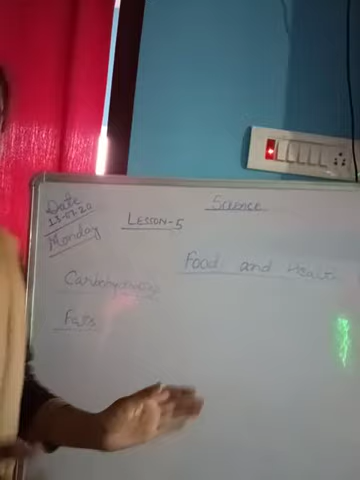 Science
Date
13-07-20
Monday
LESSON-5
Food and Health
Carbohydrates
Fats